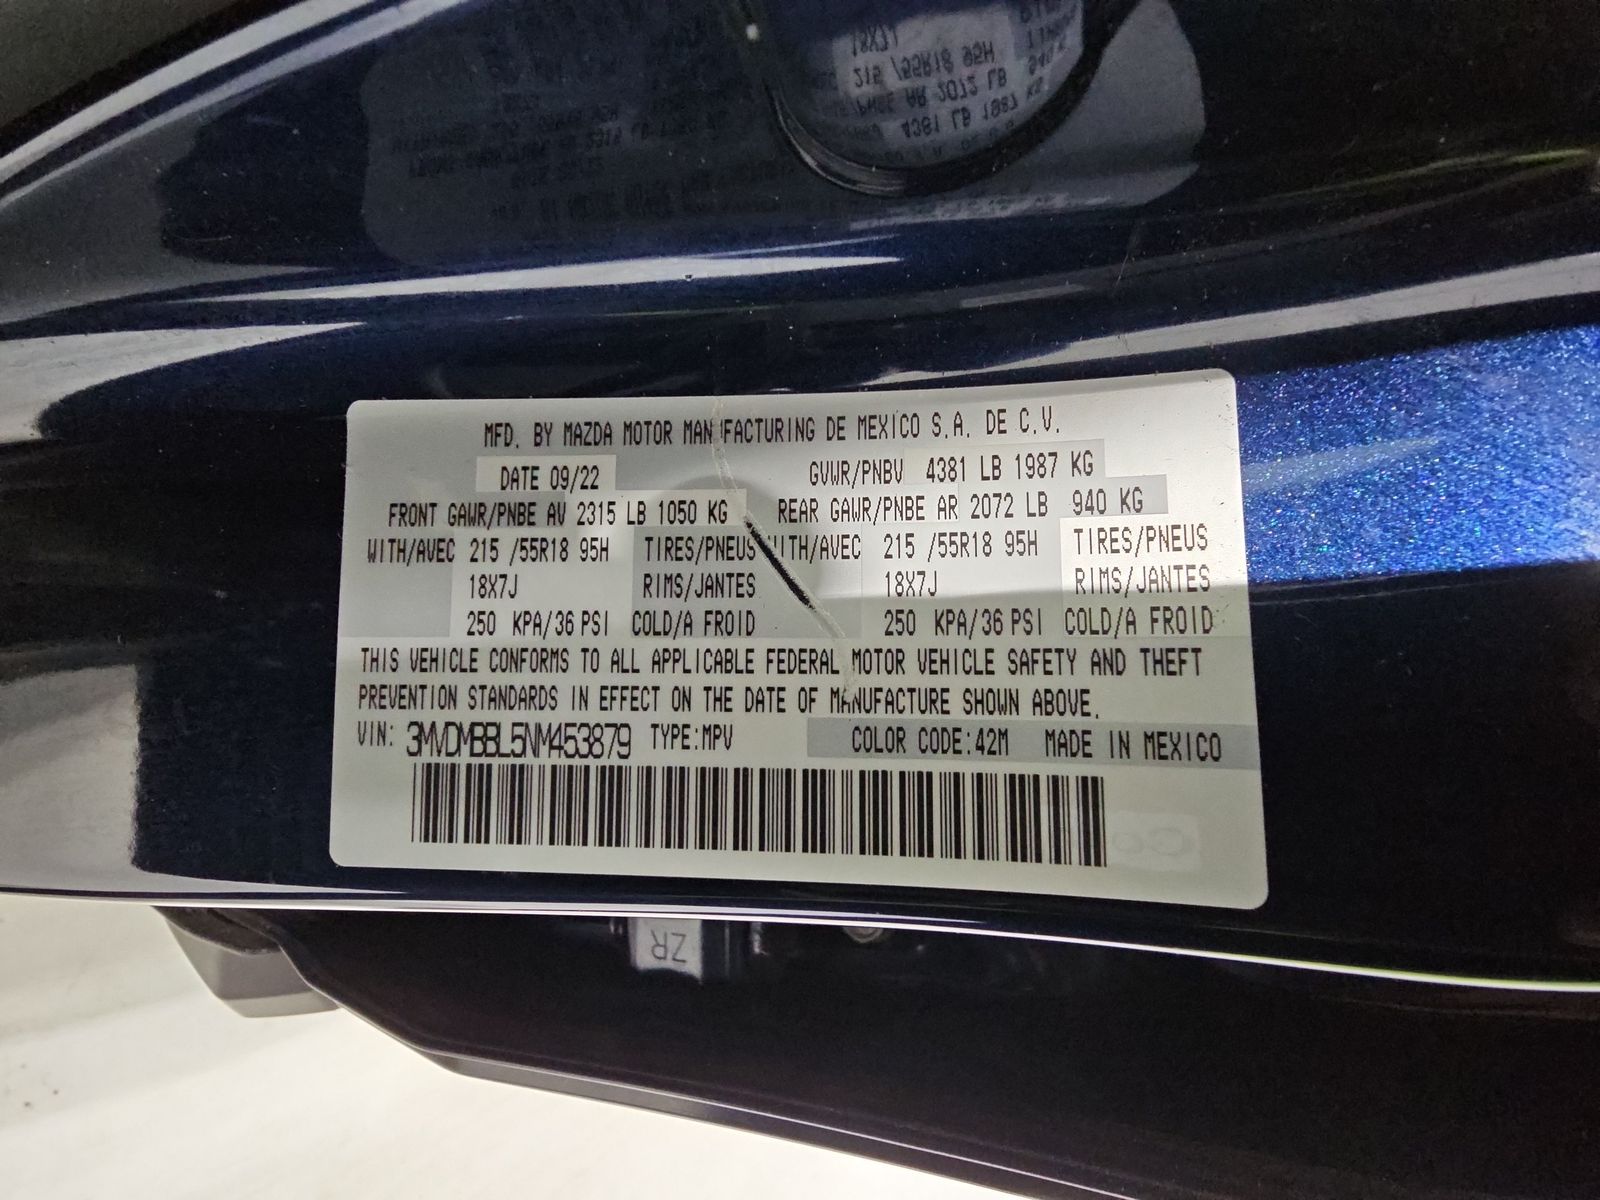 MFD. BY MAZDA MOTOR MANUFACTURING DE MEXICO S.A. DE C.V.
DATE 09/22 GVWR/PNBV 4381 LB 1987 KG
FRONT GAWR/PNBE AV 2315 LB 1050 KG REAR GAWR/PNBE AR 2072 LB 940 KG
WITH/AVEC 215 /55R18 95H TIRES/PNEUS WITH/AVEC 215 /55R18 95H TIRES/PNEUS
18X7J RIMS/JANTES 18X7J RIMS/JANTES
250 KPA/36 PSI COLD/A FROID 250 KPA/36 PSI COLD/A FROID
THIS VEHICLE CONFORMS TO ALL APPLICABLE FEDERAL MOTOR VEHICLE SAFETY AND THEFT
PREVENTION STANDARDS IN EFFECT ON THE DATE OF MANUFACTURE SHOWN ABOVE.
VIN: 3MVDMBBL5NM453879 TYPE:MPV COLOR CODE:42M MADE IN MEXICO
ZR